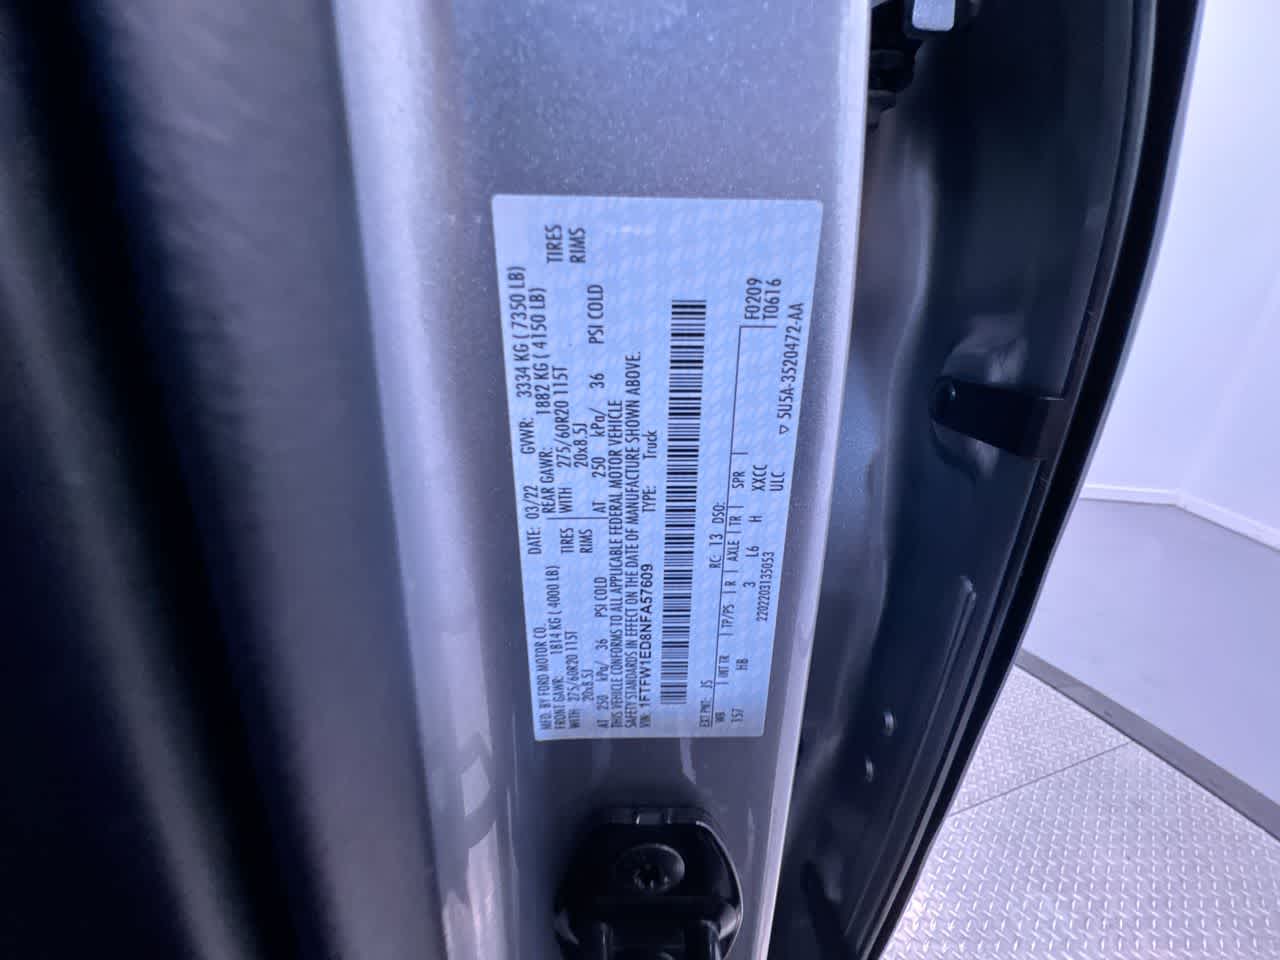 MFD. BY FORD MOTOR CO.
DATE: 03/22 GVWR: 3334 KG ( 7350 LB)
FRONT GAWR: 1814 KG ( 4000 LB)
REAR GAWR: 1882 KG ( 4150 LB)
WITH 275/60R20 115T TIRES
20x8.5J RIMS
AT 250 kPa/ 36 PSI COLD
WITH 275/60R20 115T TIRES
20x8.5J RIMS
AT 250 kPa/ 36 PSI COLD
THIS VEHICLE CONFORMS TO ALL APPLICABLE FEDERAL MOTOR VEHICLE
SAFETY STANDARDS IN EFFECT ON THE DATE OF MANUFACTURE SHOWN ABOVE.
VIN: 1FTFW1ED8NFA57609
TYPE: Truck
EXT PNT: JS RC: 13 DSO: F0209
WB INT TR TP/PS R AXLE TR SPR T0616
157 HB 3 L6 H XXCC
2202203135053 ULC
▽ 5U5A-3520472-AA